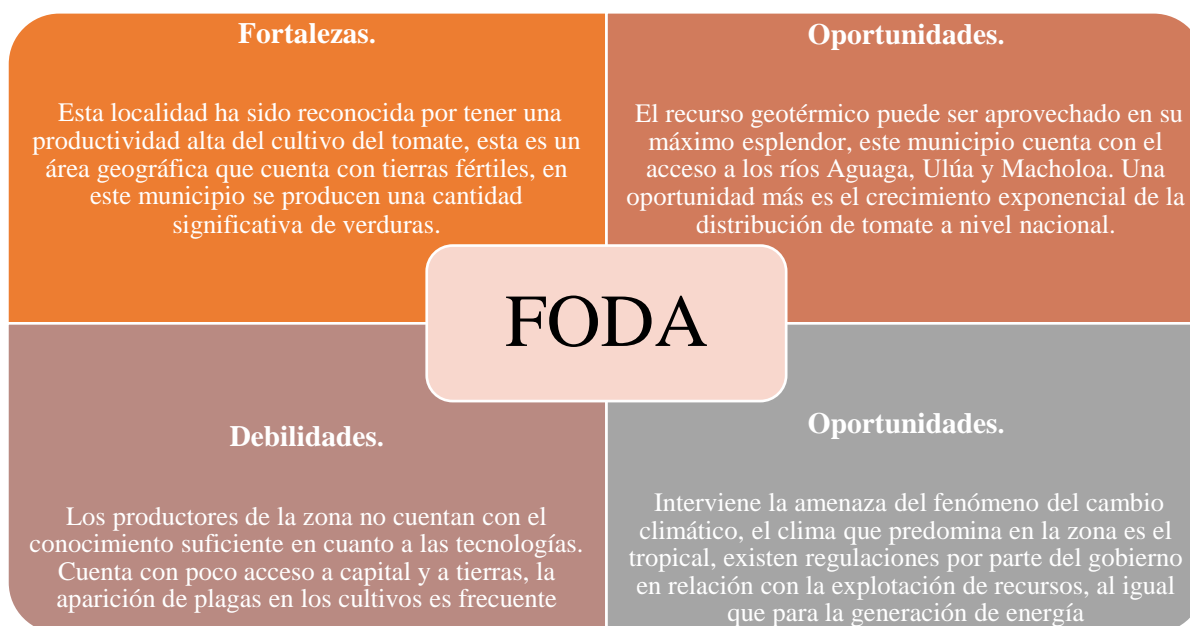 Fortalezas.
Esta localidad ha sido reconocida por tener una
productividad alta del cultivo del tomate, esta es un
área geográfica que cuenta con tierras fértiles, en
este municipio se producen una cantidad
significativa de verduras.
Oportunidades.
El recurso geotérmico puede ser aprovechado en su
máximo esplendor, este municipio cuenta con el
acceso a los ríos Aguaga, Ulúa y Macholoa. Una
oportunidad más es el crecimiento exponencial de la
distribución de tomate a nivel nacional.
FODA
Debilidades.
Los productores de la zona no cuentan con el
conocimiento suficiente en cuanto a las tecnologías.
Cuenta con poco acceso a capital y a tierras, la
aparición de plagas en los cultivos es frecuente
Oportunidades.
Interviene la amenaza del fenómeno del cambio
climático, el clima que predomina en la zona es el
tropical, existen regulaciones por parte del gobierno
en relación con la explotación de recursos, al igual
que para la generación de energía